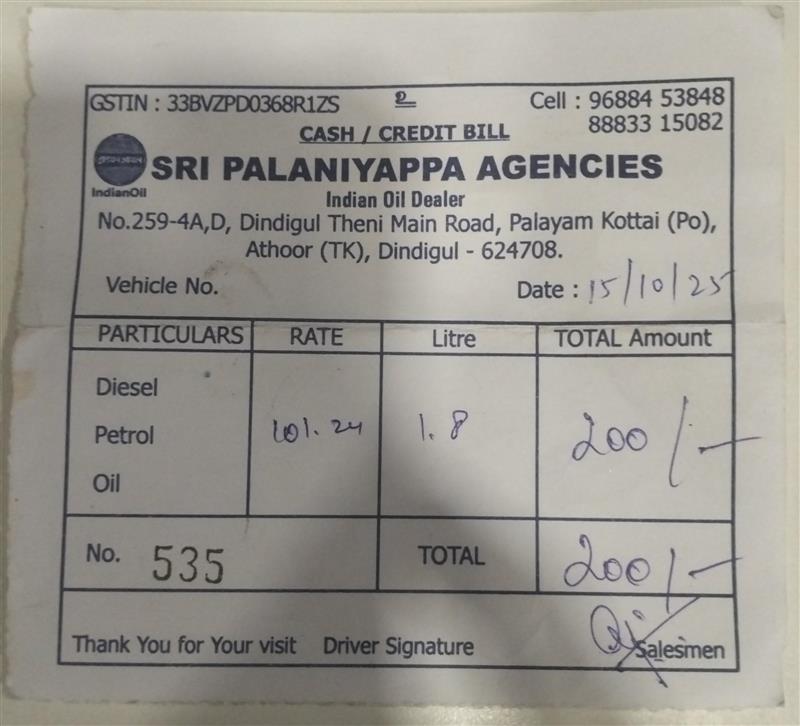 GSTIN : 33BVZPD0368R1ZS உ Cell : 96884 53848
88833 15082
CASH / CREDIT BILL
SRI PALANIYAPPA AGENCIES
IndianOil
Indian Oil Dealer
No.259-4A,D, Dindigul Theni Main Road, Palayam Kottai (Po),
Athoor (TK), Dindigul - 624708.
Vehicle No. Date : 15/10/25
PARTICULARS RATE Litre TOTAL Amount
Diesel
Petrol 101.24 1.8 200/-
Oil
No. 535 TOTAL 200/-
Thank You for Your visit Driver Signature Salesmen